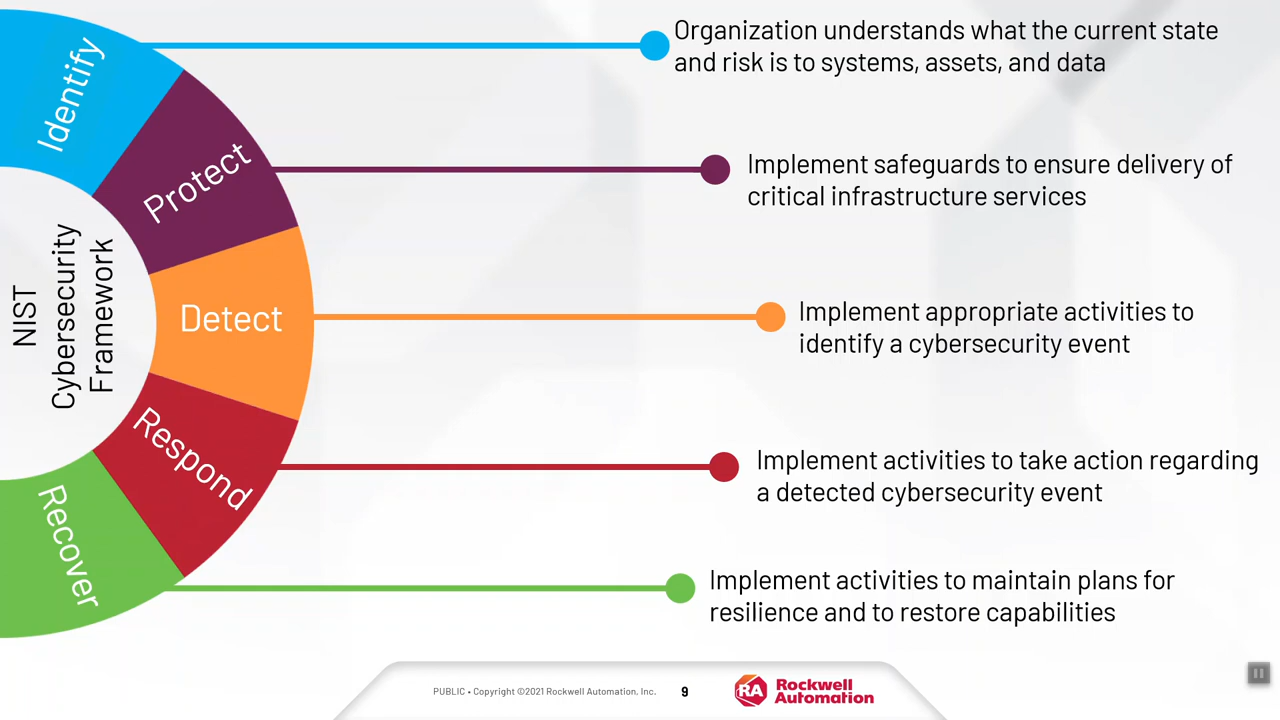 Identify
Organization understands what the current state
and risk is to systems, assets, and data
Protect
Implement safeguards to ensure delivery of
critical infrastructure services
NIST
Cybersecurity
Framework
Detect
Implement appropriate activities to
identify a cybersecurity event
Respond
Implement activities to take action regarding
a detected cybersecurity event
Recover
Implement activities to maintain plans for
resilience and to restore capabilities
PUBLIC • Copyright ©2021 Rockwell Automation, Inc.
9
RA
Rockwell
Automation